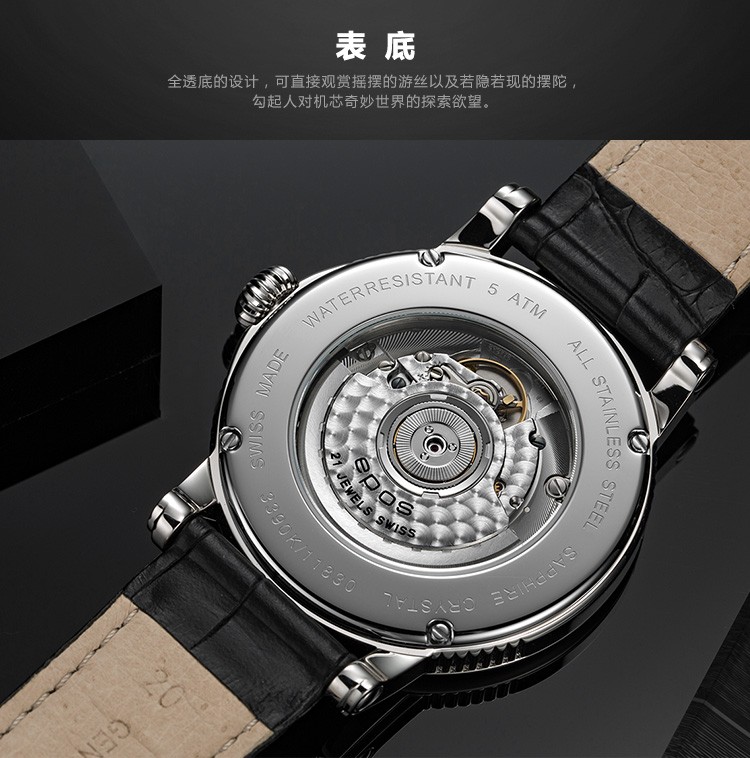 表底
全透底的设计，可直接观赏摇摆的游丝以及若隐若现的摆陀，
勾起人对机芯奇妙世界的探索欲望。
WATERRESISTANT 5 ATM
ALL STAINLESS STEEL
SAPPHIRE CRYSTAL
3390K/11830
SWISS MADE
epos
21 JEWELS SWISS
20
GEN